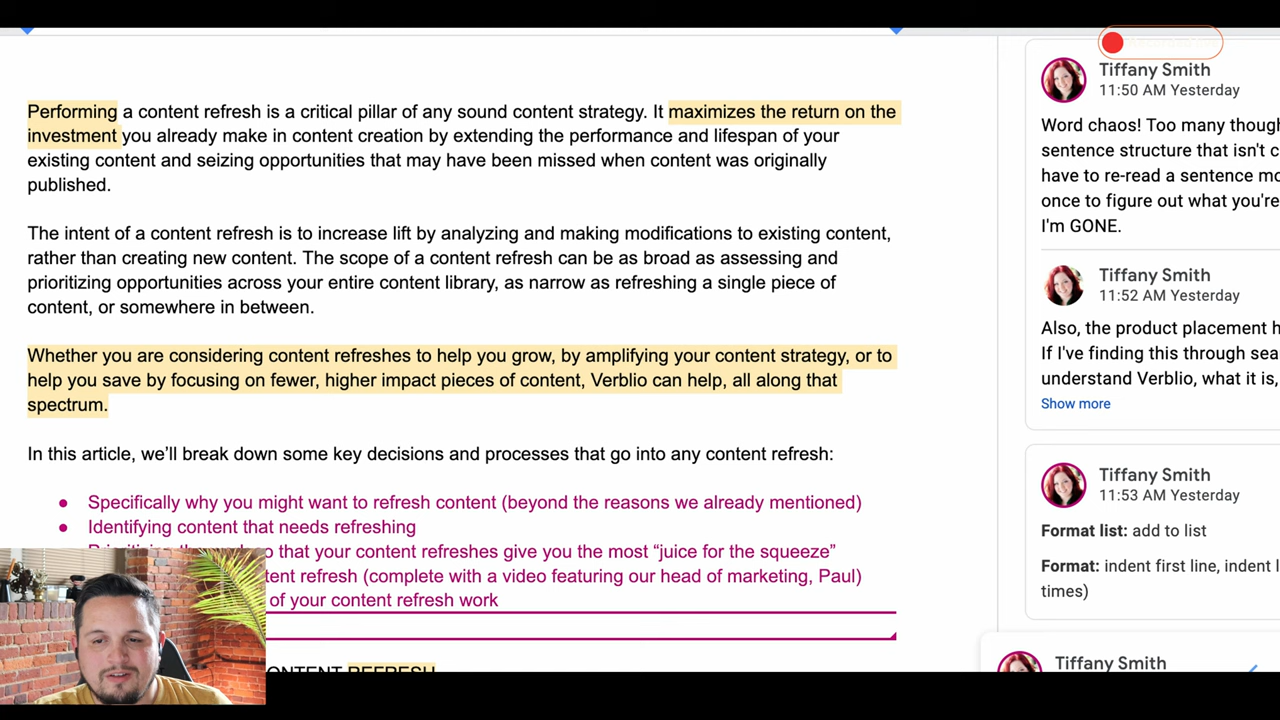 Performing a content refresh is a critical pillar of any sound content strategy. It maximizes the return on the
investment you already make in content creation by extending the performance and lifespan of your
existing content and seizing opportunities that may have been missed when content was originally
published.
The intent of a content refresh is to increase lift by analyzing and making modifications to existing content,
rather than creating new content. The scope of a content refresh can be as broad as assessing and
prioritizing opportunities across your entire content library, as narrow as refreshing a single piece of
content, or somewhere in between.
Whether you are considering content refreshes to help you grow, by amplifying your content strategy, or to
help you save by focusing on fewer, higher impact pieces of content, Verblio can help, all along that
spectrum.
In this article, we’ll break down some key decisions and processes that go into any content refresh:
● Specifically why you might want to refresh content (beyond the reasons we already mentioned)
● Identifying content that needs refreshing
so that your content refreshes give you the most “juice for the squeeze”
refresh (complete with a video featuring our head of marketing, Paul)
of your content refresh work
REFRESH
Tiffany Smith
11:50 AM Yesterday
Word chaos! Too many
sentence structure that isn't
have to re-read a sentence
once to figure out what you're
I'm GONE.
Tiffany Smith
11:52 AM Yesterday
Also, the product placement
If I've finding this through
understand Verblio, what it is,
Show more
Tiffany Smith
11:53 AM Yesterday
Format list: add to list
Format: indent first line, indent
times)
Tiffany Smith